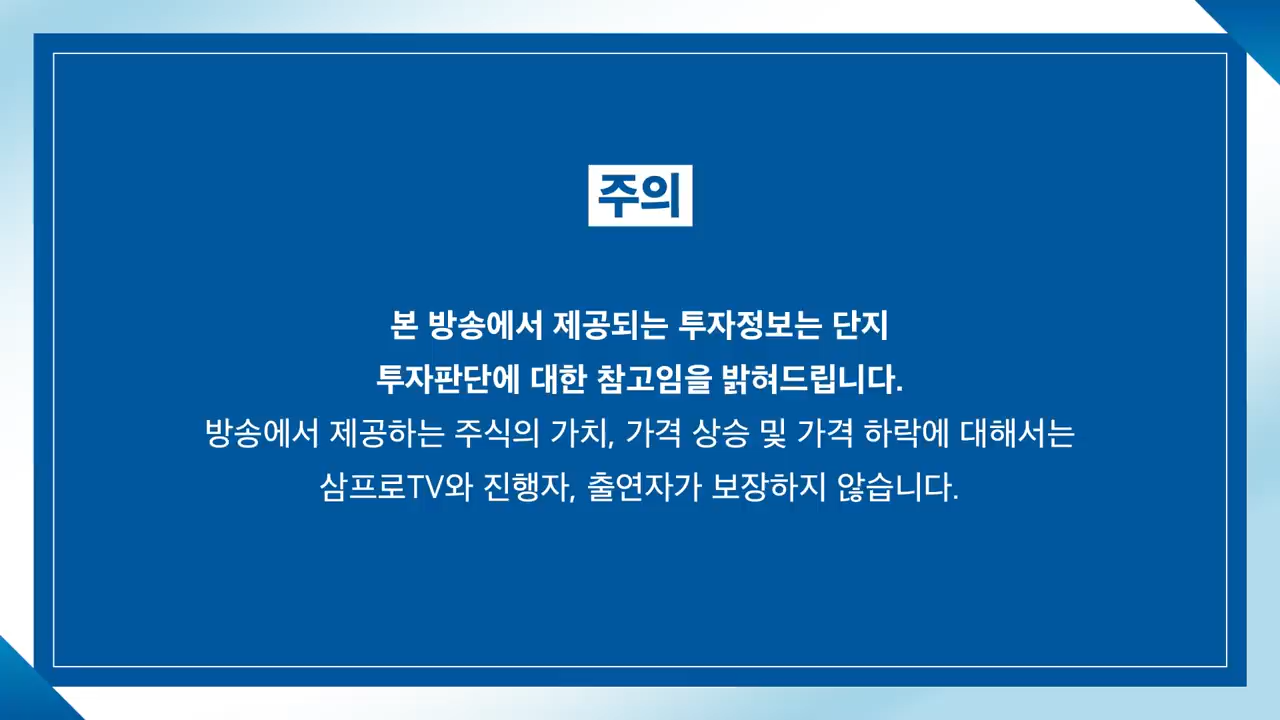 주의
본 방송에서 제공되는 투자정보는 단지
투자판단에 대한 참고임을 밝혀드립니다.
방송에서 제공하는 주식의 가치, 가격 상승 및 가격 하락에 대해서는
삼프로TV와 진행자, 출연자가 보장하지 않습니다.